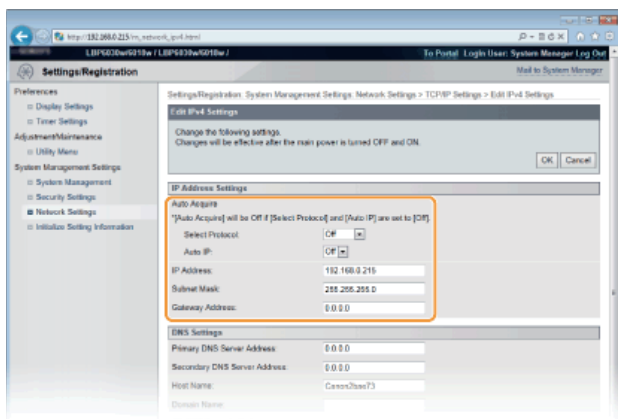 http://192.168.0.215/m_network_ipv4.html
LBP6030w/6018w / LBP6030w/6018w /
To Portal Login User: System Manager Log Out
Settings/Registration
Mail to System Manager
Preferences
Display Settings
Timer Settings
Adjustment/Maintenance
Utility Menu
System Management Settings
System Management
Security Settings
Network Settings
Initialize Setting Information
Settings/Registration: System Management Settings: Network Settings > TCP/IP Settings > Edit IPv4 Settings
Edit IPv4 Settings
Change the following settings.
Changes will be effective after the main power is turned OFF and ON.
OK Cancel
IP Address Settings
Auto Acquire
*[Auto Acquire] will be Off if [Select Protocol] and [Auto IP] are set to [Off].
Select Protocol: Off
Auto IP: Off
IP Address: 192.168.0.215
Subnet Mask: 255.255.255.0
Gateway Address: 0.0.0.0
DNS Settings
Primary DNS Server Address: 0.0.0.0
Secondary DNS Server Address: 0.0.0.0
Host Name:
Domain Name: